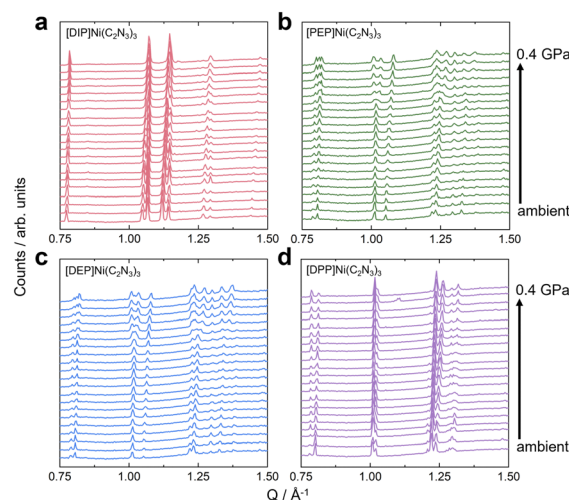 a [DIP]Ni(C₂N₃)₃
b [PEP]Ni(C₂N₃)₃
0.4 GPa
ambient
0.75 1.00 1.25 1.50
0.75 1.00 1.25 1.50
Counts / arb. units
c [DEP]Ni(C₂N₃)₃
d [DPP]Ni(C₂N₃)₃
0.4 GPa
ambient
0.75 1.00 1.25 1.50
0.75 1.00 1.25 1.50
Q / Å⁻¹